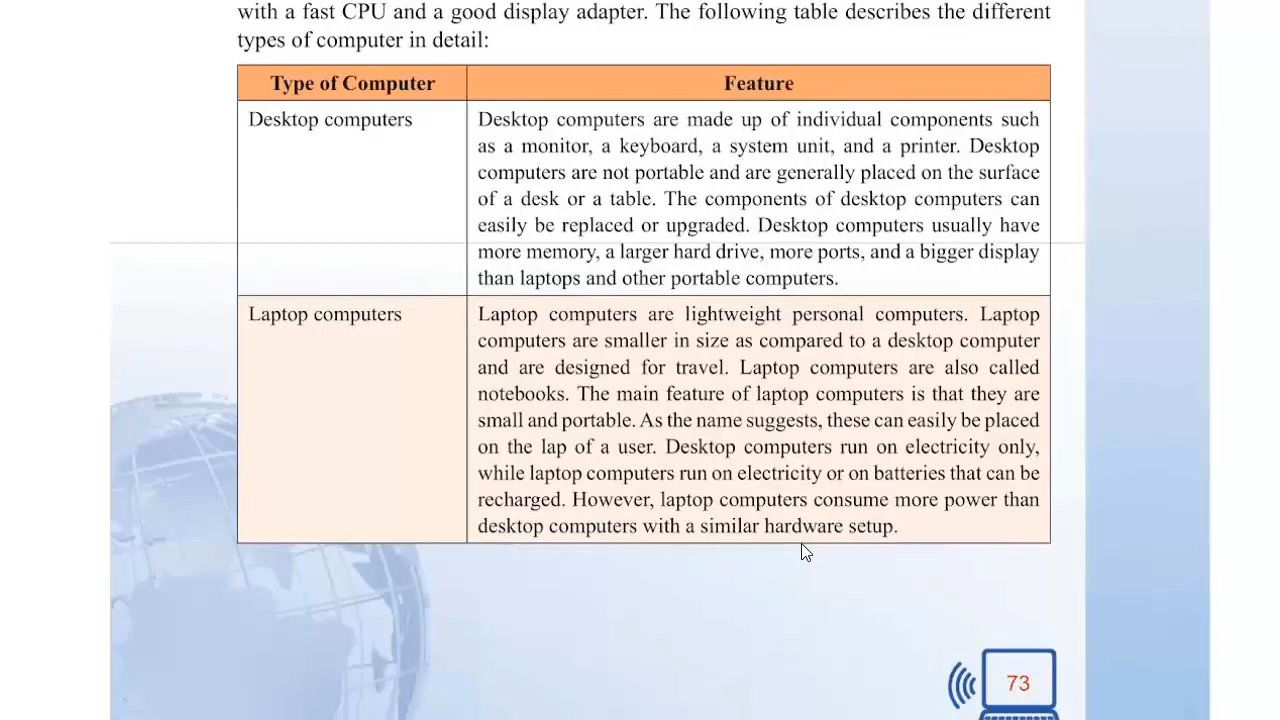 with a fast CPU and a good display adapter. The following table describes the different
types of computer in detail:
Type of Computer
Feature
Desktop computers
Desktop computers are made up of individual components such
as a monitor, a keyboard, a system unit, and a printer. Desktop
computers are not portable and are generally placed on the surface
of a desk or a table. The components of desktop computers can
easily be replaced or upgraded. Desktop computers usually have
more memory, a larger hard drive, more ports, and a bigger display
than laptops and other portable computers.
Laptop computers
Laptop computers are lightweight personal computers. Laptop
computers are smaller in size as compared to a desktop computer
and are designed for travel. Laptop computers are also called
notebooks. The main feature of laptop computers is that they are
small and portable. As the name suggests, these can easily be placed
on the lap of a user. Desktop computers run on electricity only,
while laptop computers run on electricity or on batteries that can be
recharged. However, laptop computers consume more power than
desktop computers with a similar hardware setup.
73